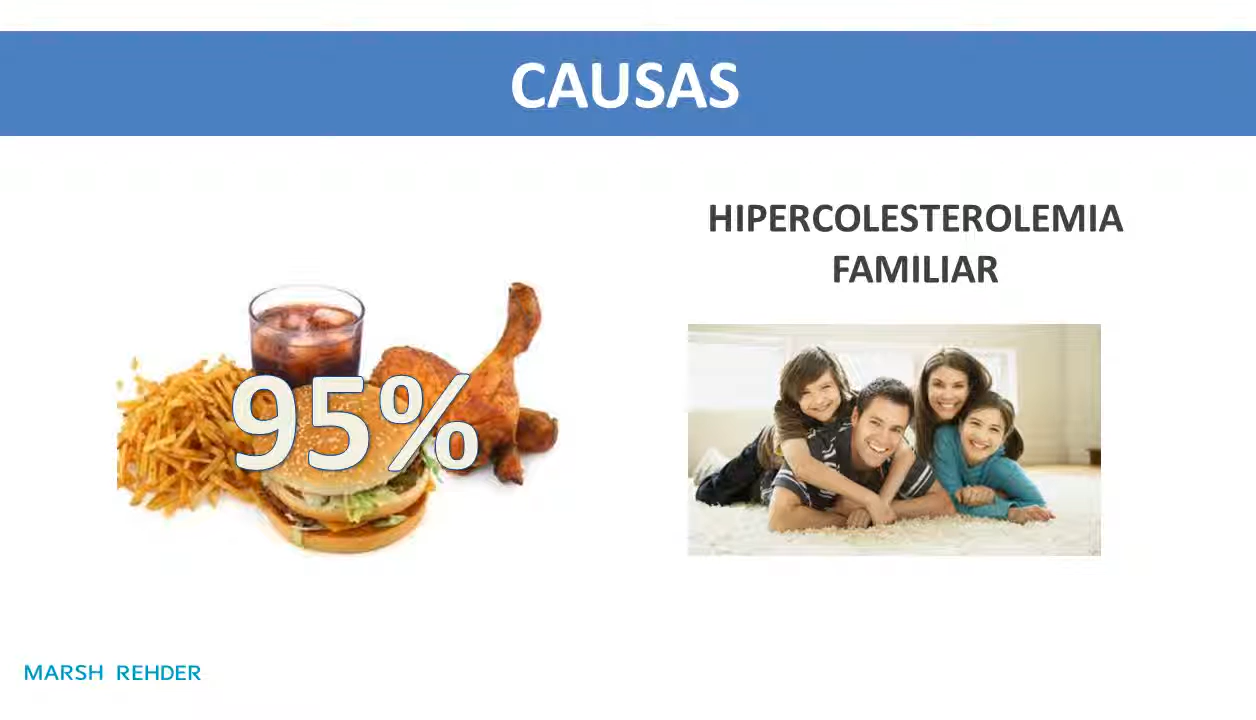 CAUSAS
HIPERCOLESTEROLEMIA
FAMILIAR
95%
MARSH REHDER